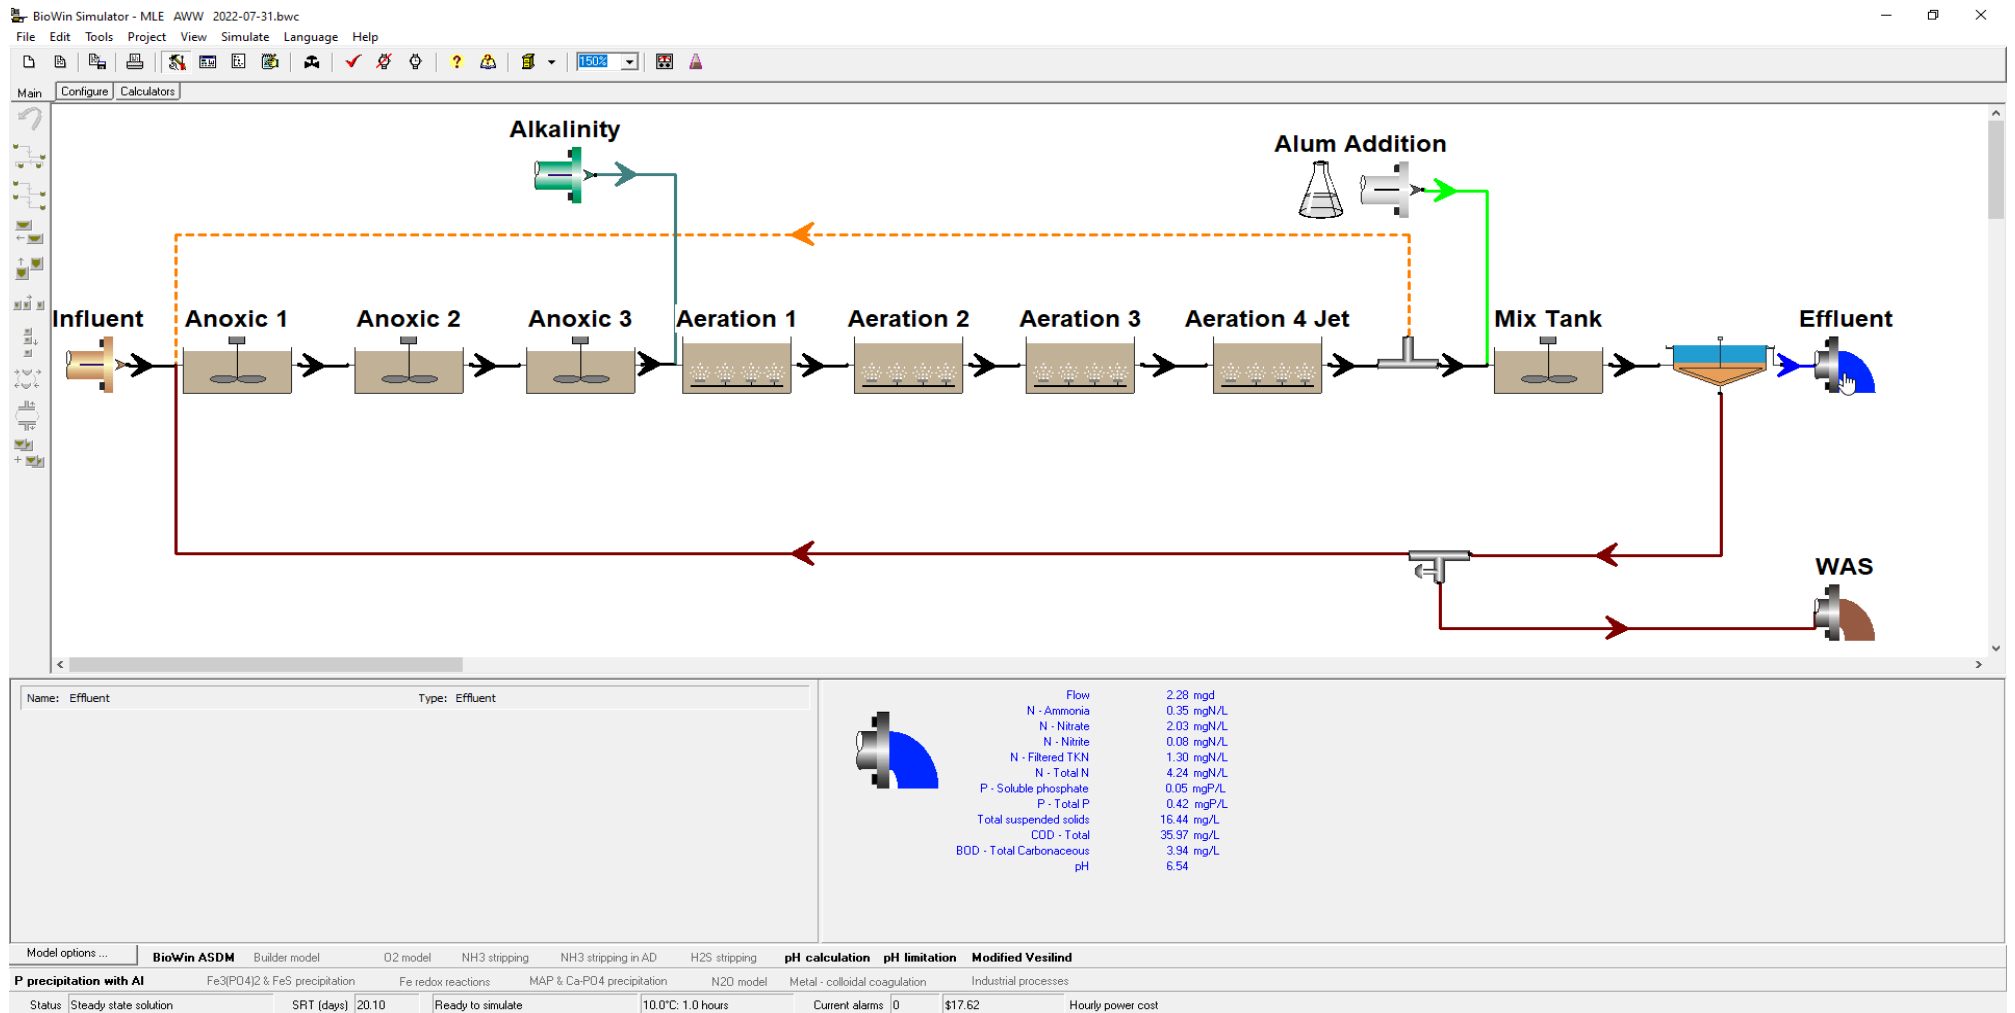 BioWin Simulator - MLE AWW 2022-07-31.bwc
File Edit Tools Project View Simulate Language Help
150%
Main Configure Calculators
Alkalinity
Alum Addition
Influent Anoxic 1 Anoxic 2 Anoxic 3 Aeration 1 Aeration 2 Aeration 3 Aeration 4 Jet Mix Tank Effluent
WAS
Name: Effluent Type: Effluent
Flow 2.28 mgd
N - Ammonia 0.35 mgN/L
N - Nitrate 2.03 mgN/L
N - Nitrite 0.08 mgN/L
N - Filtered TKN 1.30 mgN/L
N - Total N 4.24 mgN/L
P - Soluble phosphate 0.05 mgP/L
P - Total P 0.42 mgP/L
Total suspended solids 16.44 mg/L
COD - Total 35.97 mg/L
BOD - Total Carbonaceous 3.94 mg/L
pH 6.54
Model options ... BioWin ASDM Builder model O2 model NH3 stripping NH3 stripping in AD H2S stripping pH calculation pH limitation Modified Vesilind
P precipitation with Al Fe3(PO4)2 & FeS precipitation Fe redox reactions MAP & Ca-PO4 precipitation N2O model Metal - colloidal coagulation Industrial processes
Status Steady state solution SRT (days) 20.10 Ready to simulate 10.0°C: 1.0 hours Current alarms 0 $17.62 Hourly power cost